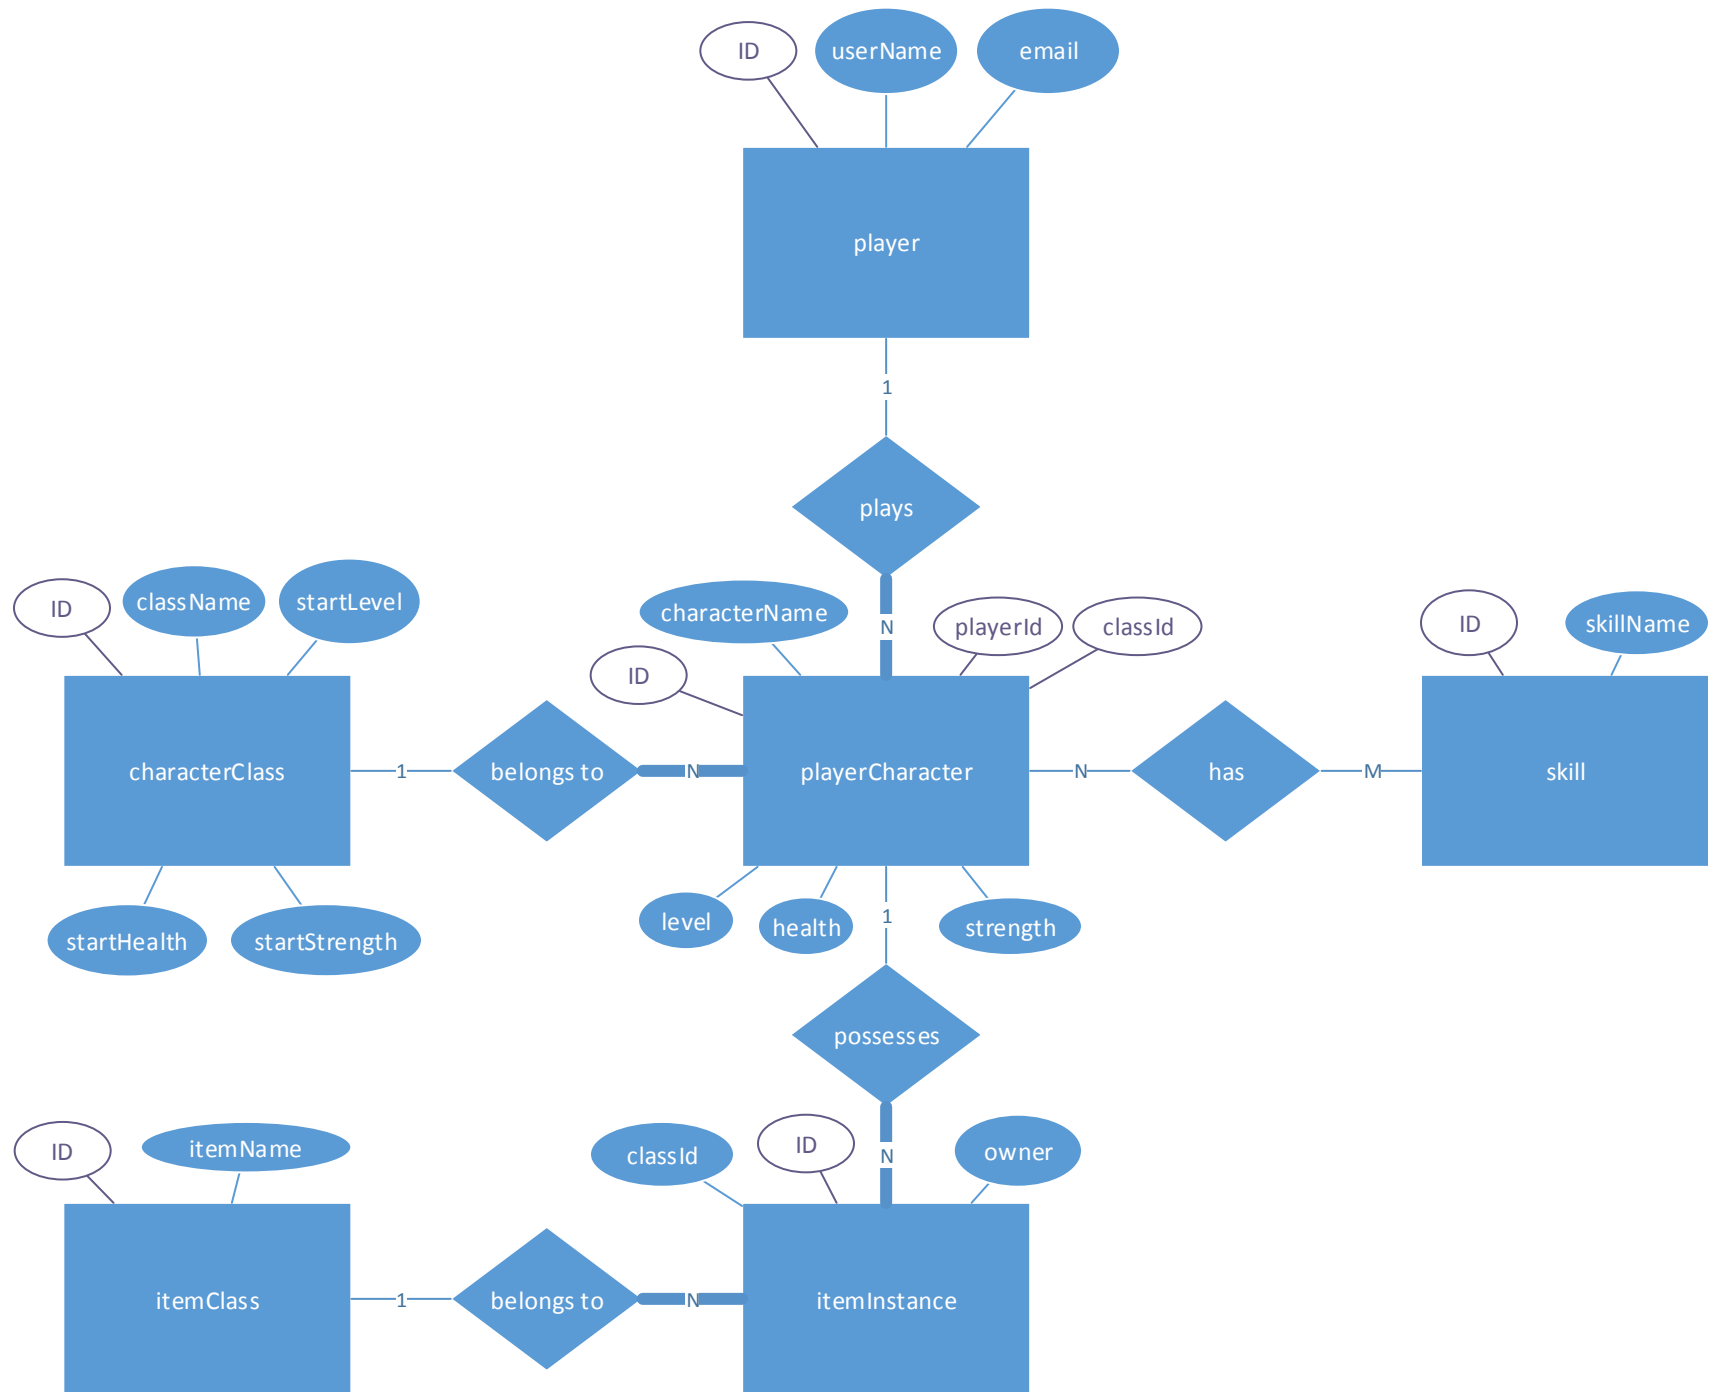 ID
userName
email
player
1
plays
N
ID
className
startLevel
characterName
ID
playerId
classId
ID
skillName
characterClass
1
belongs to
N
playerCharacter
N
has
M
skill
startHealth
startStrength
level
health
1
strength
possesses
N
ID
itemName
classId
ID
owner
itemClass
1
belongs to
N
itemInstance